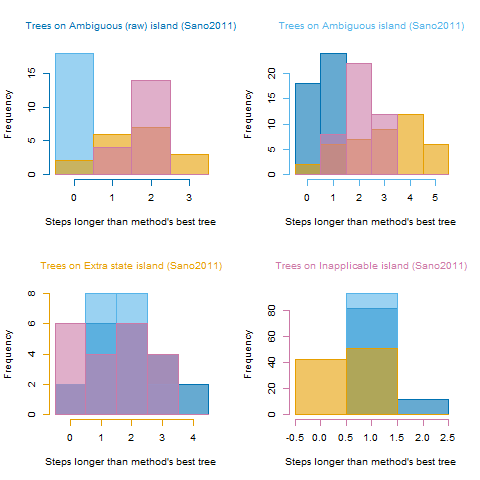 Trees on Ambiguous (raw) island (Sano2011)
Frequency
0 5 10 15
0 1 2 3
Steps longer than method's best tree
Trees on Ambiguous island (Sano2011)
Frequency
0 5 10 15 20
0 1 2 3 4 5
Steps longer than method's best tree
Trees on Extra state island (Sano2011)
Frequency
0 2 4 6 8
0 1 2 3 4
Steps longer than method's best tree
Trees on Inapplicable island (Sano2011)
Frequency
0 20 40 60 80
-0.5 0.0 0.5 1.0 1.5 2.0 2.5
Steps longer than method's best tree